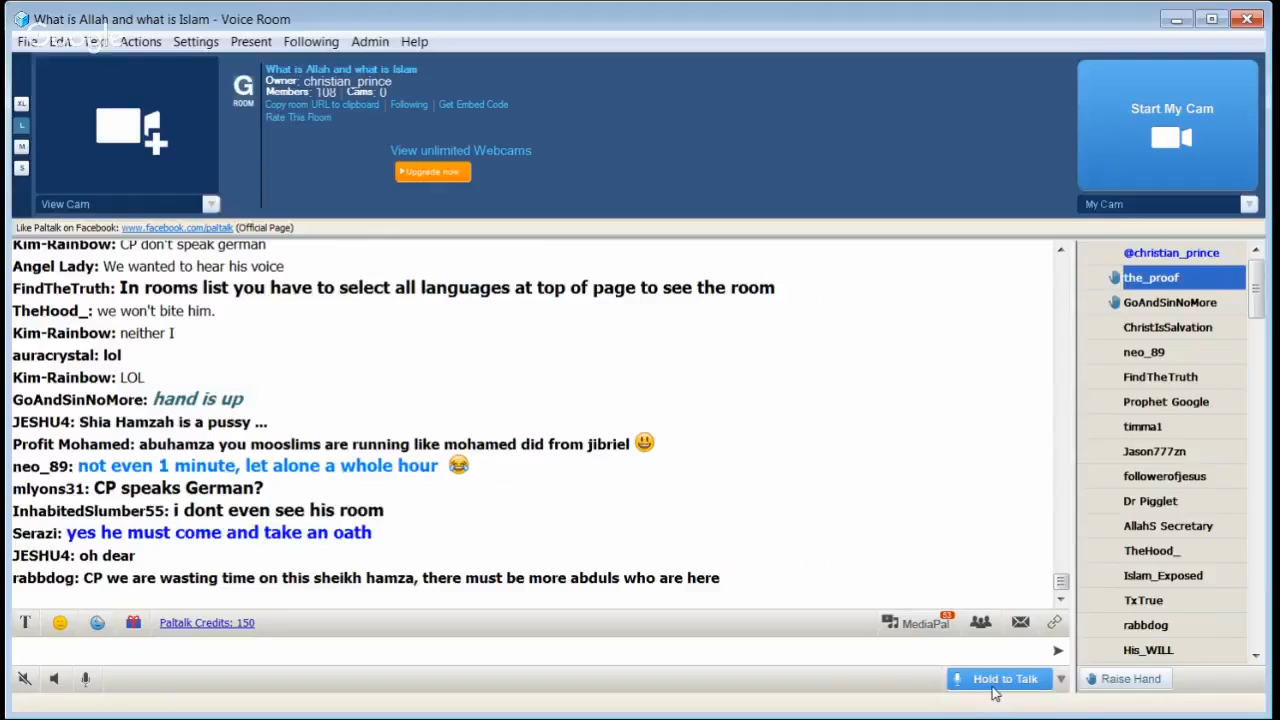 What is Allah and what is Islam - Voice Room
File Edit Text Actions Settings Present Following Admin Help
Google
What is Allah and what is Islam
Owner: christian_prince
Members: 108 Cams: 0
Copy room URL to clipboard | Following | Get Embed Code
Rate This Room
G
ROOM
XL
L
M
S
View unlimited Webcams
Upgrade now
Start My Cam
View Cam
My Cam
Like Paltalk on Facebook: www.facebook.com/paltalk (Official Page)
Kim-Rainbow: CP don't speak german
Angel Lady: We wanted to hear his voice
FindTheTruth: In rooms list you have to select all languages at top of page to see the room
TheHood_: we won't bite him.
Kim-Rainbow: neither I
auracrystal: lol
Kim-Rainbow: LOL
GoAndSinNoMore: hand is up
JESHU4: Shia Hamzah is a pussy ...
Profit Mohamed: abuhamza you mooslims are running like mohamed did from jibriel 😃
neo_89: not even 1 minute, let alone a whole hour 😂
mlyons31: CP speaks German?
InhabitedSlumber55: i dont even see his room
Serazi: yes he must come and take an oath
JESHU4: oh dear
rabbdog: CP we are wasting time on this sheikh hamza, there must be more abduls who are here
@christian_prince
the_proof
GoAndSinNoMore
ChristIsSalvation
neo_89
FindTheTruth
Prophet Google
timma1
Jason777zn
followerofjesus
Dr Pigglet
AllahS Secretary
TheHood_
Islam_Exposed
TxTrue
rabbdog
His_WILL
T
Paltalk Credits: 150
MediaPal
53
Hold to Talk
Raise Hand